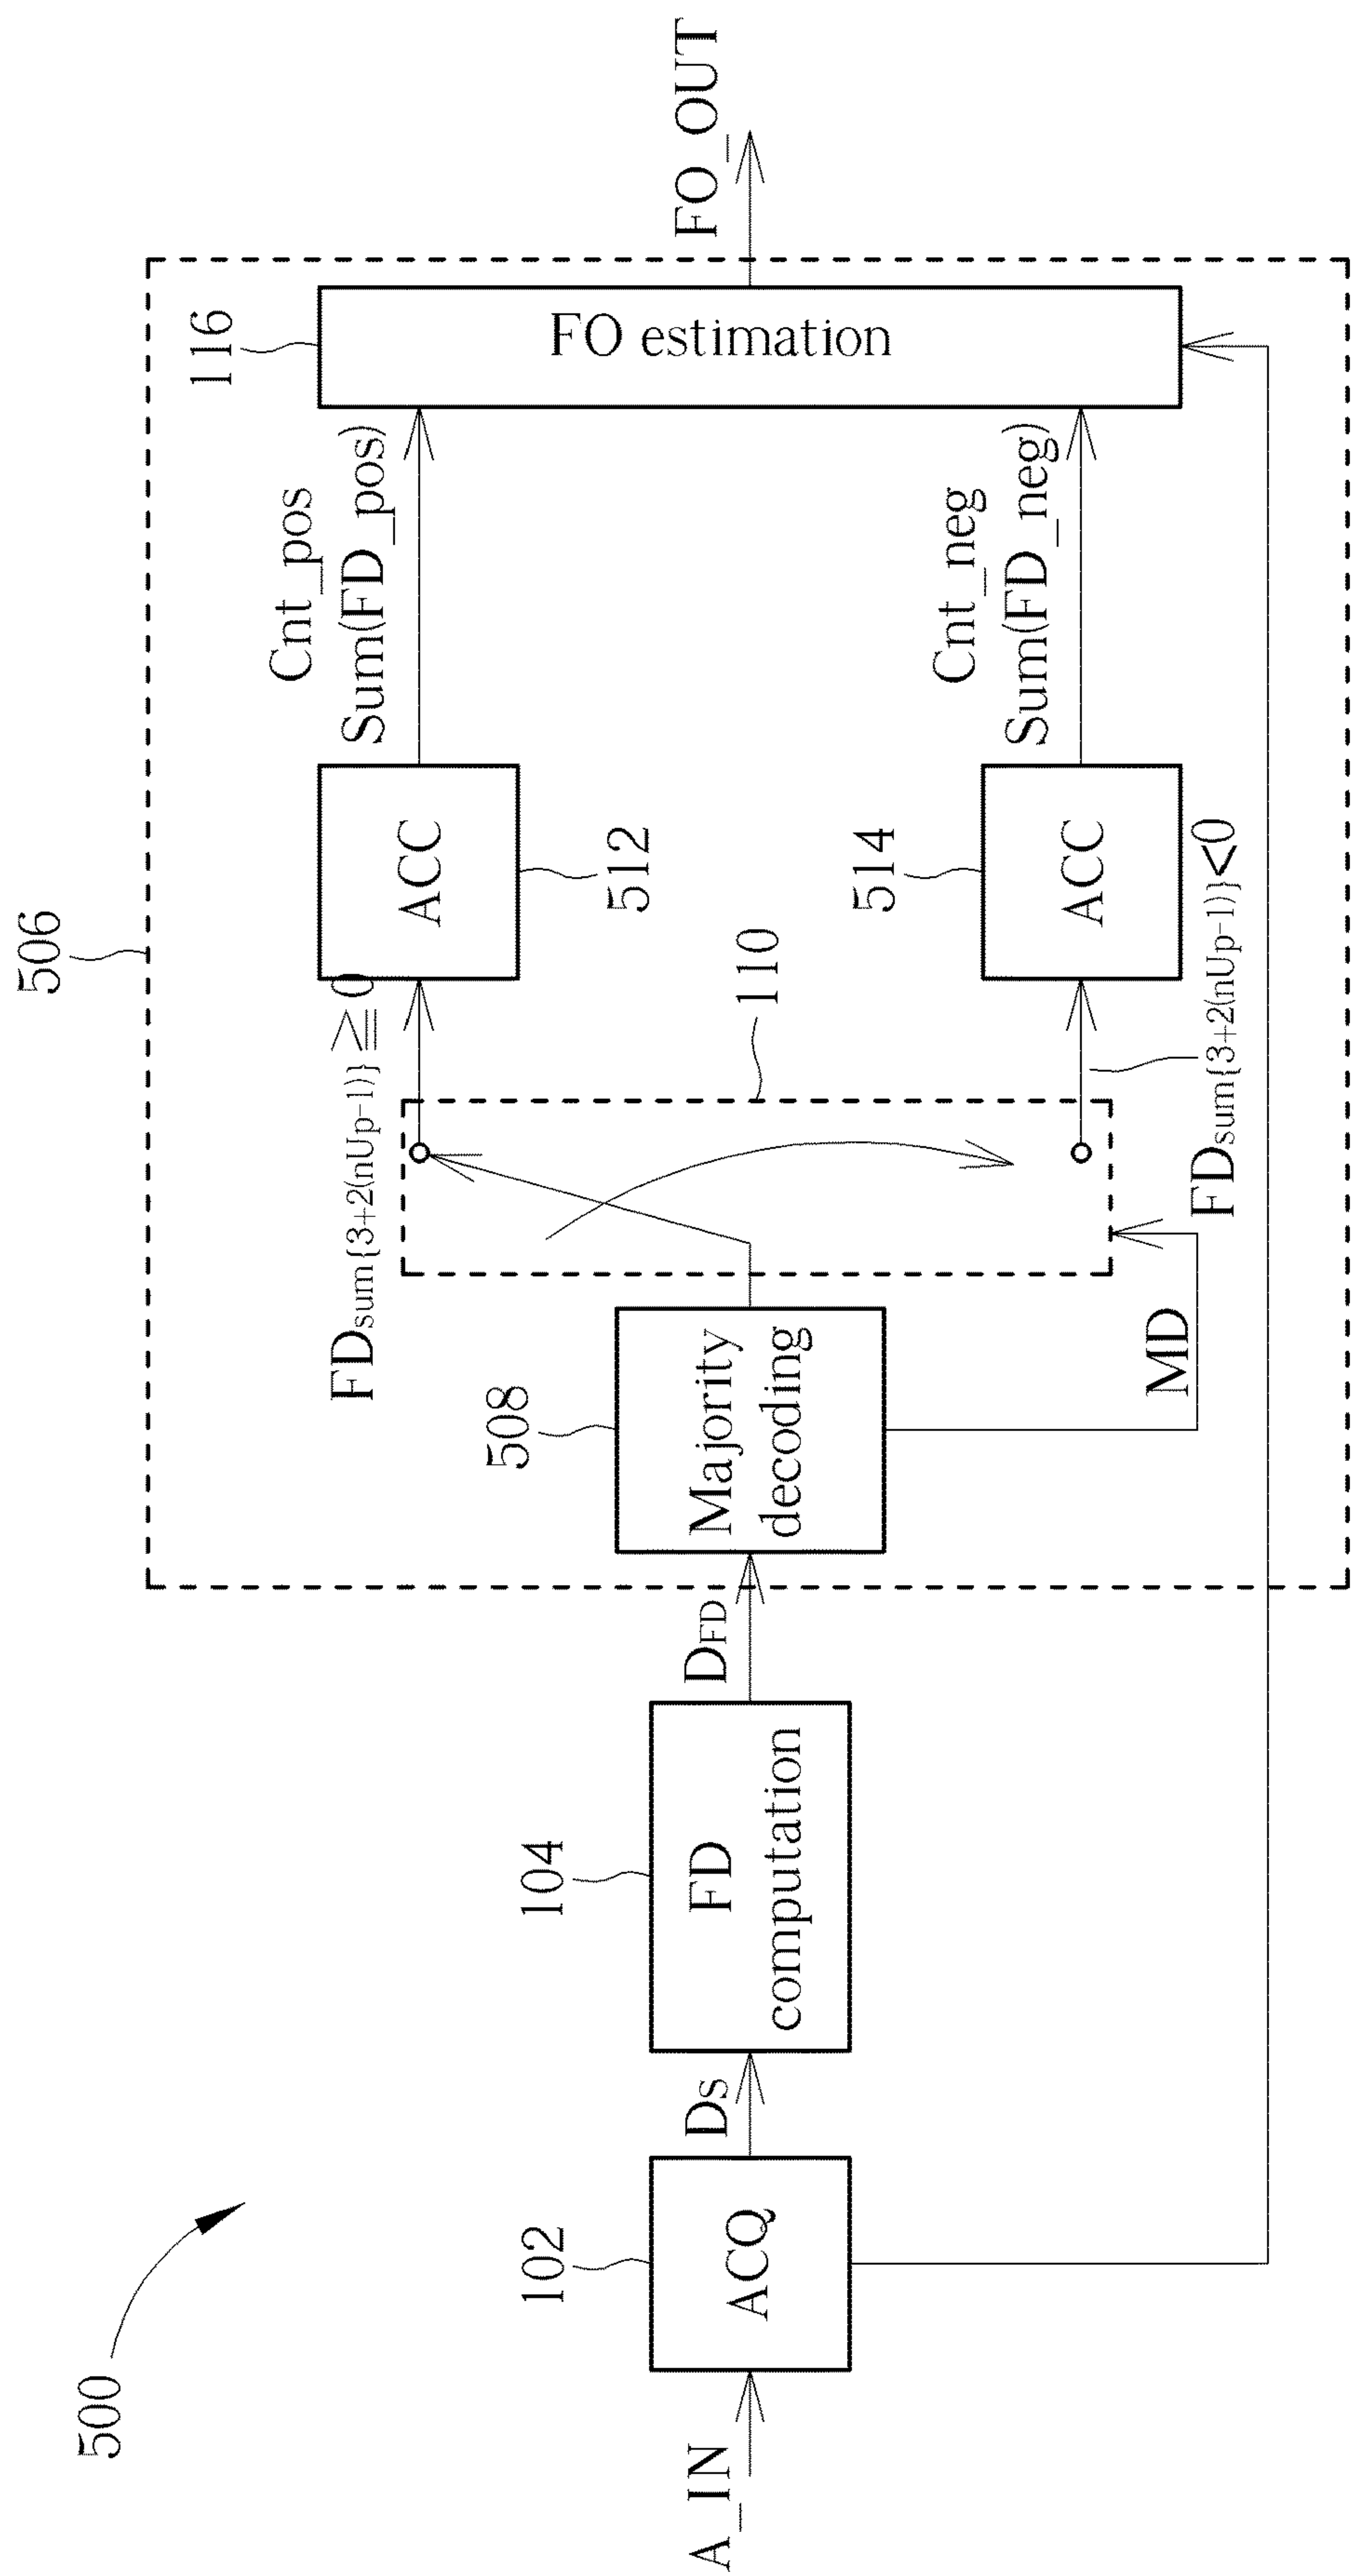 500
A_IN
102
ACQ
DS
104
FD
computation
DFD
506
508
Majority
decoding
MD
110
FDsum{3+2(nUp-1)}≧0
FDsum{3+2(nUp-1)}<0
ACC
512
ACC
514
Cnt_pos
Sum(FD_pos)
Cnt_neg
Sum(FD_neg)
116
FO estimation
FO_OUT